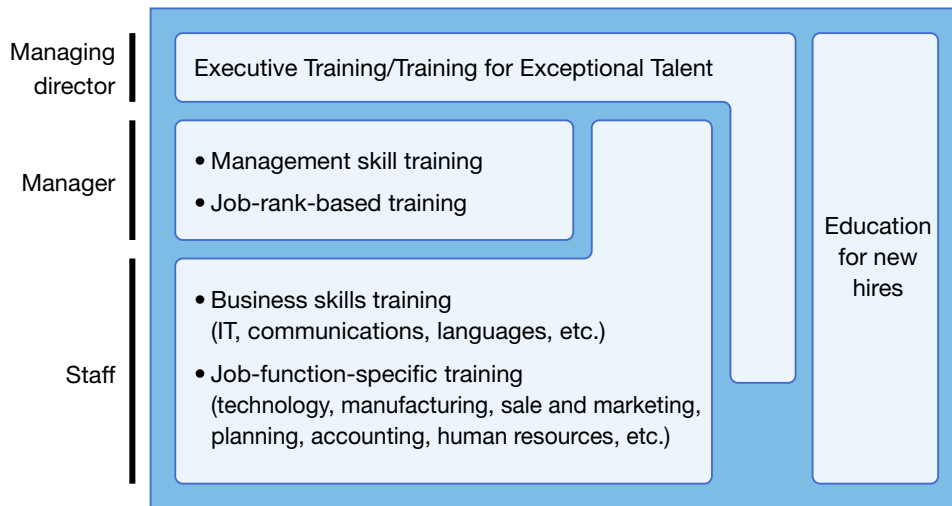 Managing
director
Executive Training/Training for Exceptional Talent
Manager
• Management skill training
• Job-rank-based training
Staff
• Business skills training
(IT, communications, languages, etc.)
• Job-function-specific training
(technology, manufacturing, sale and marketing,
planning, accounting, human resources, etc.)
Education
for new
hires